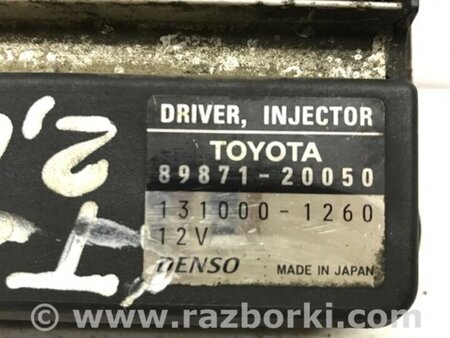 DRIVER, INJECTOR
TOYOTA
89871-20050
131000-1260
12V
DENSO MADE IN JAPAN
© www.razborki.com